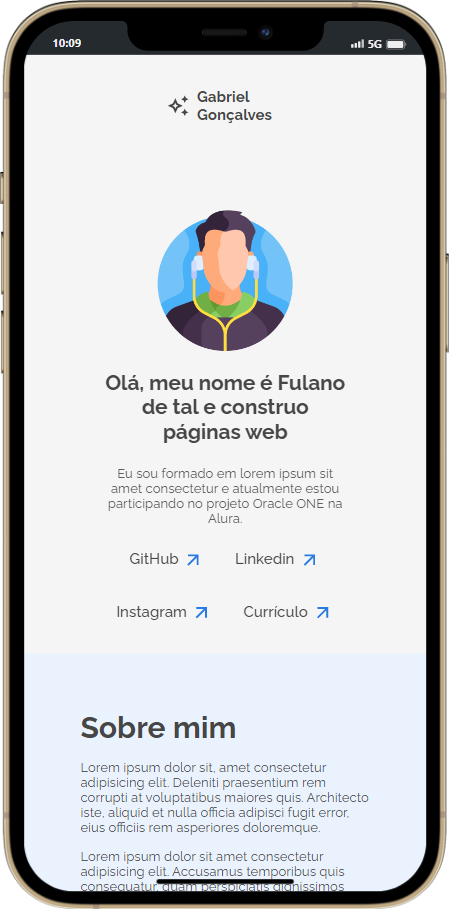 10:09
5G
Gabriel
Gonçalves
Olá, meu nome é Fulano
de tal e construo
páginas web
Eu sou formado em lorem ipsum sit
amet consectetur e atualmente estou
participando no projeto Oracle ONE na
Alura.
GitHub
Linkedin
Instagram
Currículo
Sobre mim
Lorem ipsum dolor sit, amet consectetur
adipisicing elit. Deleniti praesentium rem
corrupti at voluptatibus maiores quis. Architecto
iste, aliquid et nulla officia adipisci fugit error,
eius officiis rem asperiores doloremque.
Lorem ipsum dolor sit amet consectetur
adipisicing elit. Accusamus temporibus quis
consequatur, quam perspiciatis dignissimos